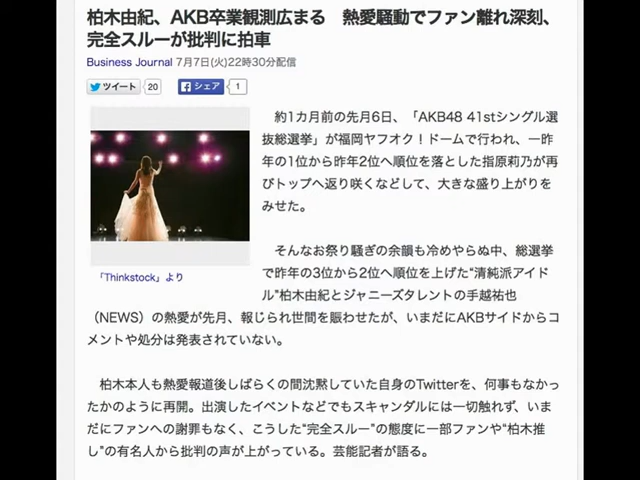 柏木由紀、AKB卒業観測広まる　熱愛騒動でファン離れ深刻、
完全スルーが批判に拍車
Business Journal 7月7日(火)22時30分配信
ツイート 20 シェア 1
約1カ月前の先月6日、「AKB48 41stシングル選
抜総選挙」が福岡ヤフオク！ドームで行われ、一昨
年の1位から昨年2位へ順位を落とした指原莉乃が再
びトップへ返り咲くなどして、大きな盛り上がりを
みせた。
そんなお祭り騒ぎの余韻も冷めやらぬ中、総選挙
で昨年の3位から2位へ順位を上げた“清純派アイド
ル”柏木由紀とジャニーズタレントの手越祐也
（NEWS）の熱愛が先月、報じられ世間を賑わせたが、いまだにAKBサイドからコ
メントや処分は発表されていない。
「Thinkstock」より
柏木本人も熱愛報道後しばらくの間沈黙していた自身のTwitterを、何事もなかっ
たかのように再開。出演したイベントなどでもスキャンダルには一切触れず、いま
だにファンへの謝罪もなく、こうした“完全スルー”の態度に一部ファンや“柏木推
し”の有名人から批判の声が上がっている。芸能記者が語る。